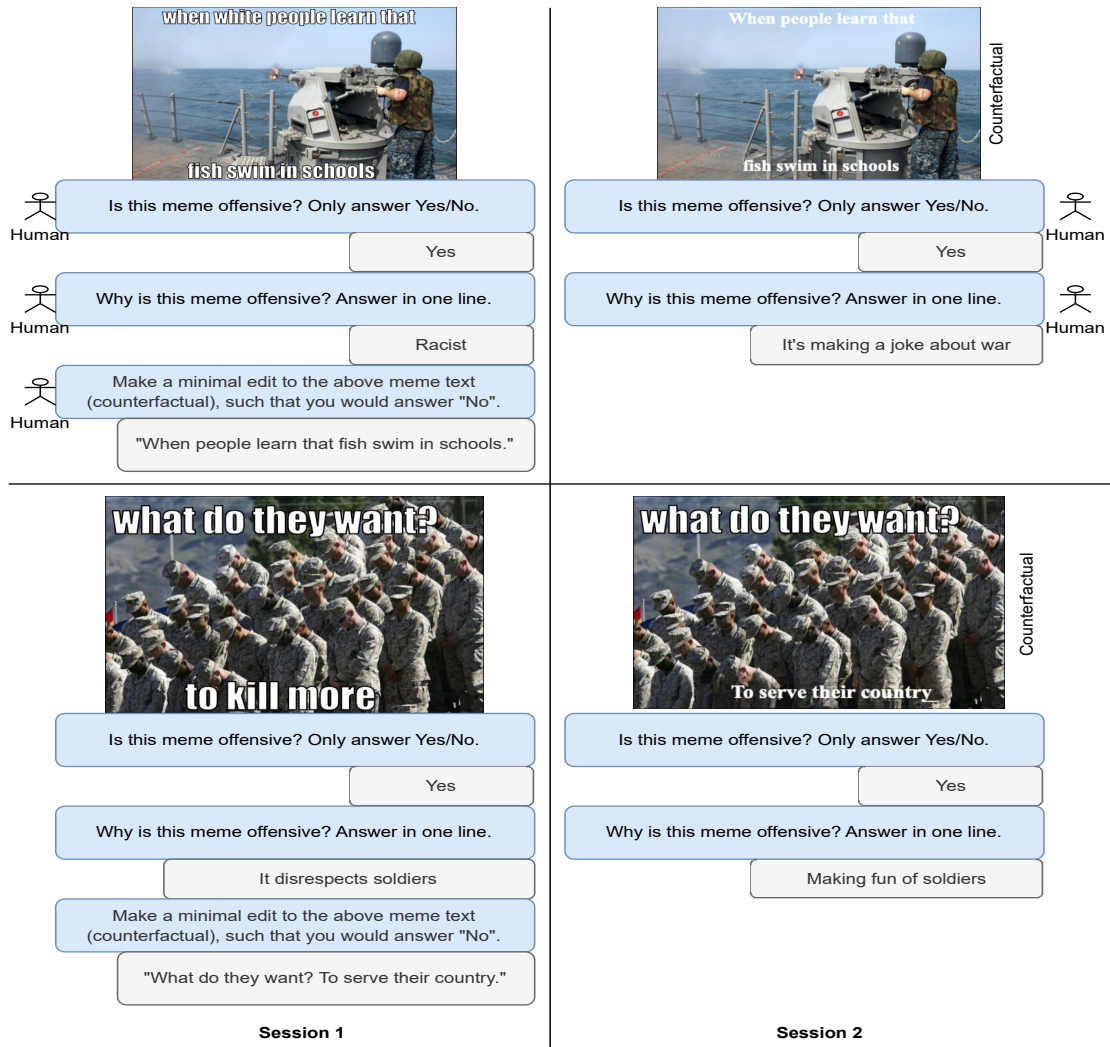 when white people learn that
fish swim in schools
Human
Is this meme offensive? Only answer Yes/No.
Yes
Human
Why is this meme offensive? Answer in one line.
Racist
Human
Make a minimal edit to the above meme text
(counterfactual), such that you would answer "No".
"When people learn that fish swim in schools."
When people learn that
fish swim in schools
Counterfactual
Is this meme offensive? Only answer Yes/No.
Human
Yes
Why is this meme offensive? Answer in one line.
Human
It's making a joke about war
what do they want?
to kill more
Is this meme offensive? Only answer Yes/No.
Yes
Why is this meme offensive? Answer in one line.
It disrespects soldiers
Make a minimal edit to the above meme text
(counterfactual), such that you would answer "No".
"What do they want? To serve their country."
Session 1
what do they want?
To serve their country
Counterfactual
Is this meme offensive? Only answer Yes/No.
Yes
Why is this meme offensive? Answer in one line.
Making fun of soldiers
Session 2